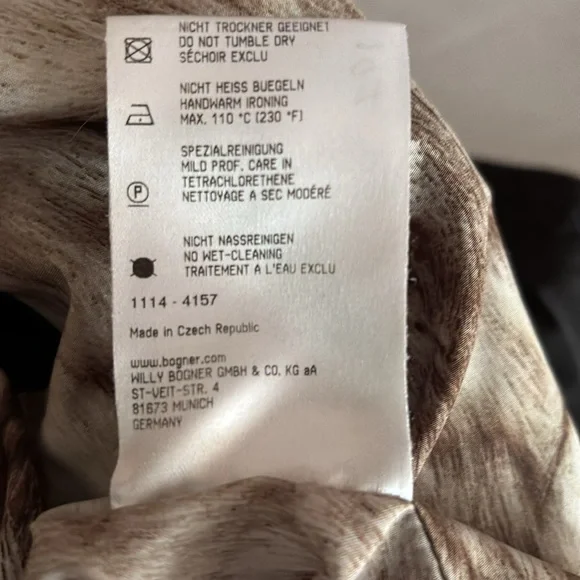 NICHT TROCKNER GEEIGNET
DO NOT TUMBLE DRY
SÉCHOIR EXCLU
NICHT HEISS BUEGELN
HANDWARM IRONING
MAX. 110 °C (230 °F)
SPEZIALREINIGUNG
MILD PROF. CARE IN
TETRACHLORETHENE
NETTOYAGE A SEC MODÉRÉ
P
NICHT NASSREINIGEN
NO WET-CLEANING
TRAITEMENT A L'EAU EXCLU
1114 - 4157
Made in Czech Republic
www.bogner.com
WILLY BOGNER GMBH & CO. KG aA
ST-VEIT-STR. 4
81673 MUNICH
GERMANY